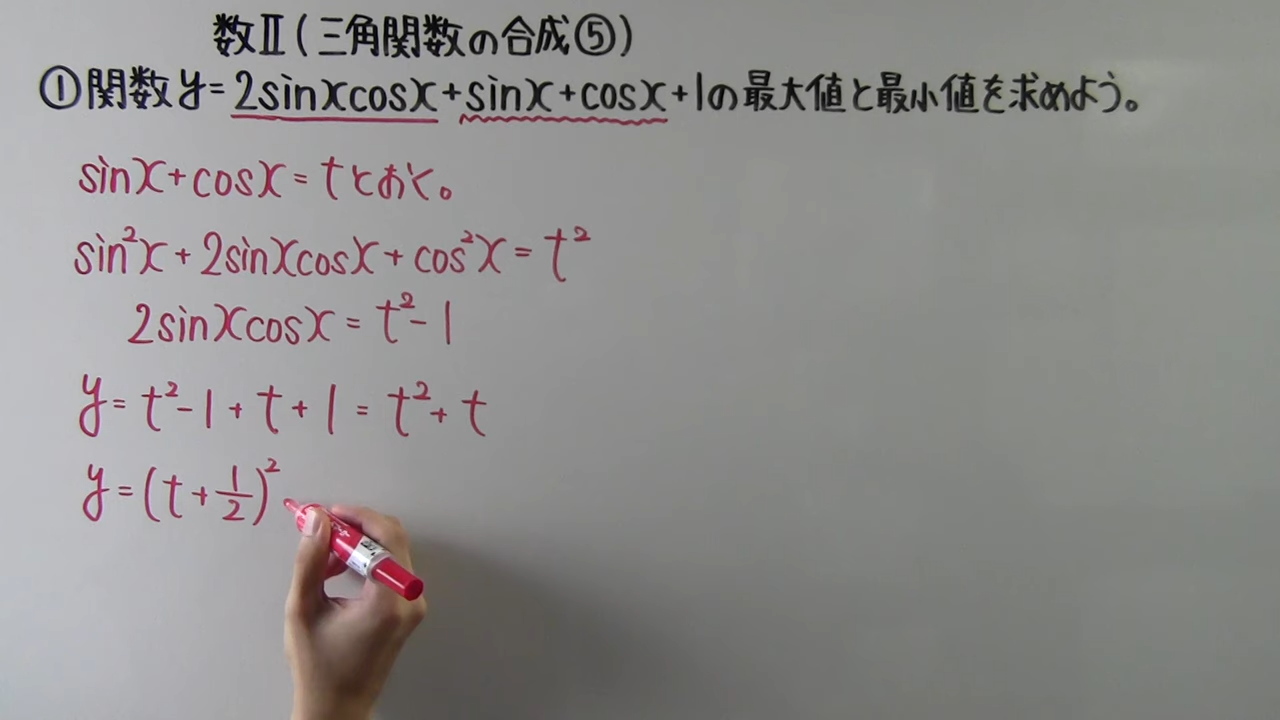 数Ⅱ(三角関数の合成⑤)
①関数y=2sinxcosx+sinx+cosx+1の最大値と最小値を求めよう。
sinx+cosx=tとおく。
sin²x+2sinxcosx+cos²x=t²
2sinxcosx=t²-1
y=t²-1+t+1=t²+t
y=(t+1/2)²